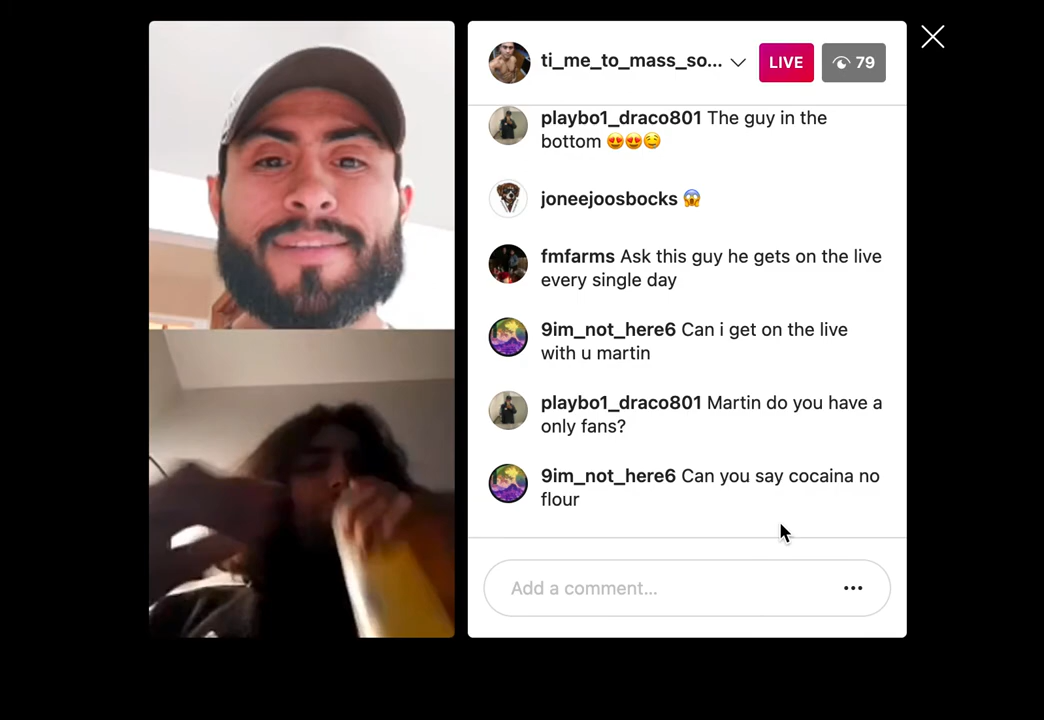 ti_me_to_mass_so...
LIVE
79
playbo1_draco801 The guy in the
bottom 😍😍🤤
joneejoosbocks 😱
fmfarms Ask this guy he gets on the live
every single day
9im_not_here6 Can i get on the live
with u martin
playbo1_draco801 Martin do you have a
only fans?
9im_not_here6 Can you say cocaina no
flour
Add a comment...